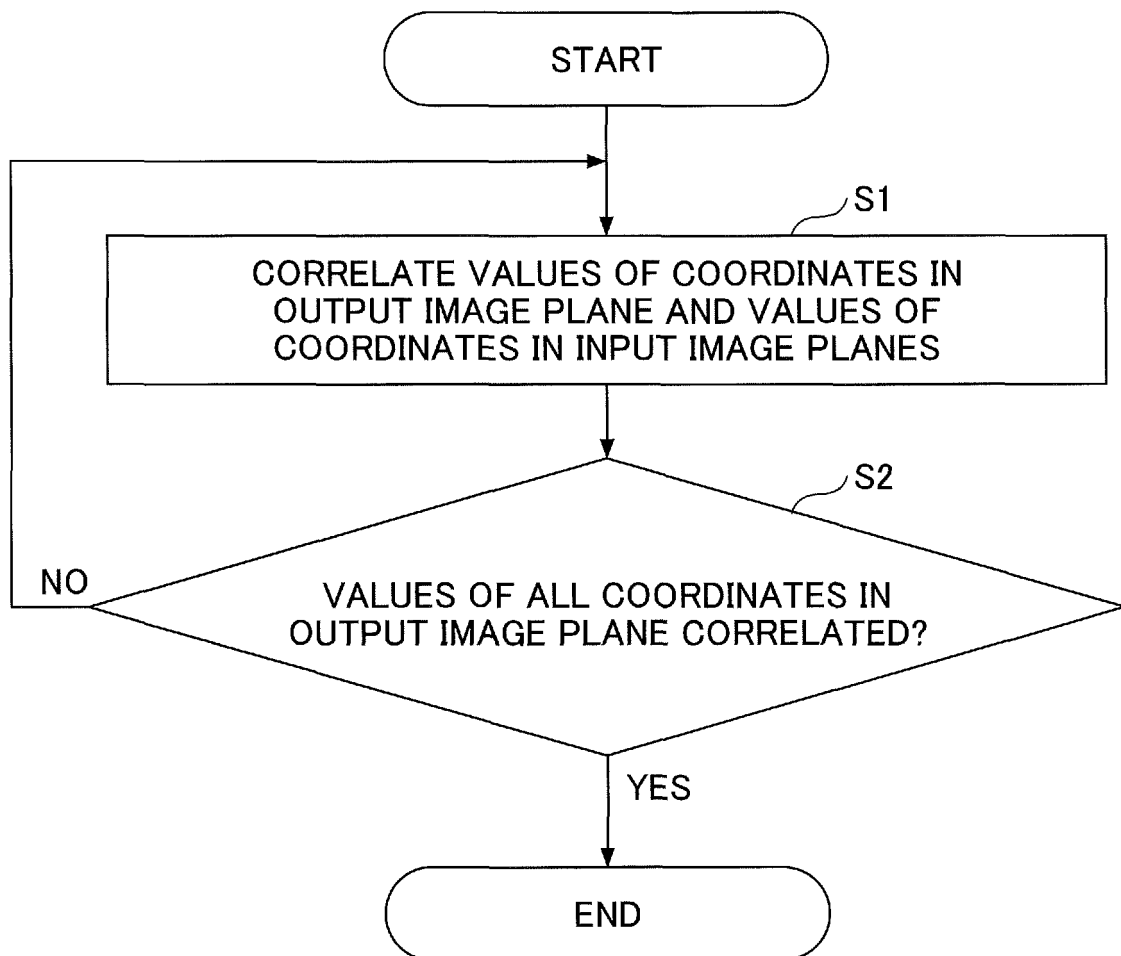 START
S1
CORRELATE VALUES OF COORDINATES IN
OUTPUT IMAGE PLANE AND VALUES OF
COORDINATES IN INPUT IMAGE PLANES
S2
NO
VALUES OF ALL COORDINATES IN
OUTPUT IMAGE PLANE CORRELATED?
YES
END